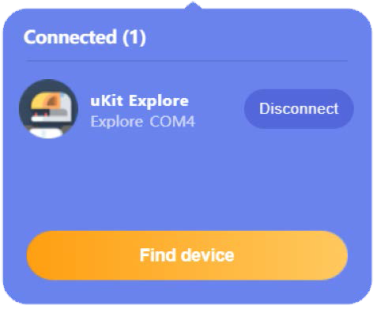 Connected (1)
uKit Explore
Explore COM4
Disconnect
Find device